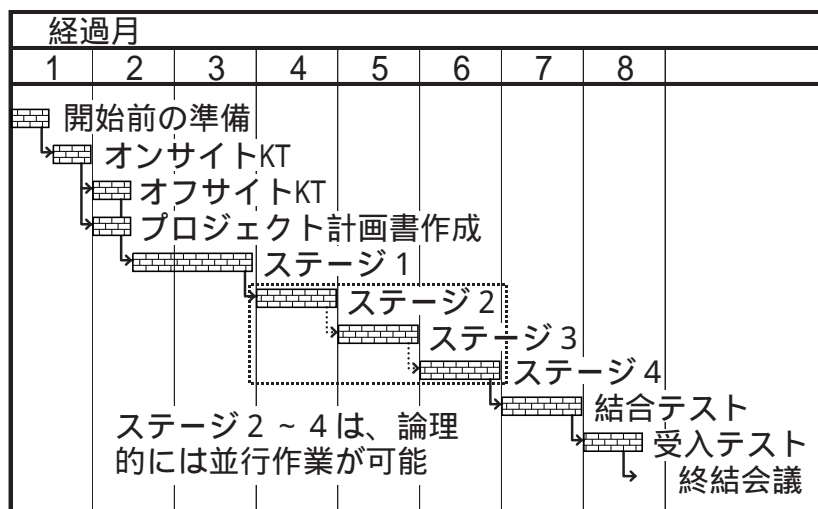 経過月
1 2 3 4 5 6 7 8
開始前の準備
オンサイトKT
オフサイトKT
プロジェクト計画書作成
ステージ1
ステージ2
ステージ3
ステージ4
結合テスト
受入テスト
終結会議
ステージ2~4は、論理
的には並行作業が可能